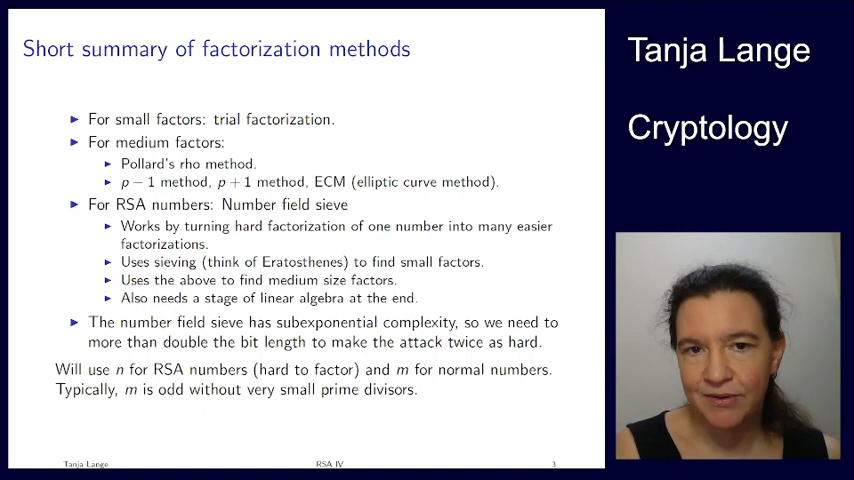 Short summary of factorization methods
▶ For small factors: trial factorization.
▶ For medium factors:
▶ Pollard's rho method.
▶ p − 1 method, p + 1 method, ECM (elliptic curve method).
▶ For RSA numbers: Number field sieve
▶ Works by turning hard factorization of one number into many easier
factorizations.
▶ Uses sieving (think of Eratosthenes) to find small factors.
▶ Uses the above to find medium size factors.
▶ Also needs a stage of linear algebra at the end.
▶ The number field sieve has subexponential complexity, so we need to
more than double the bit length to make the attack twice as hard.
Will use n for RSA numbers (hard to factor) and m for normal numbers.
Typically, m is odd without very small prime divisors.
Tanja Lange
RSA IV
3
Tanja Lange
Cryptology